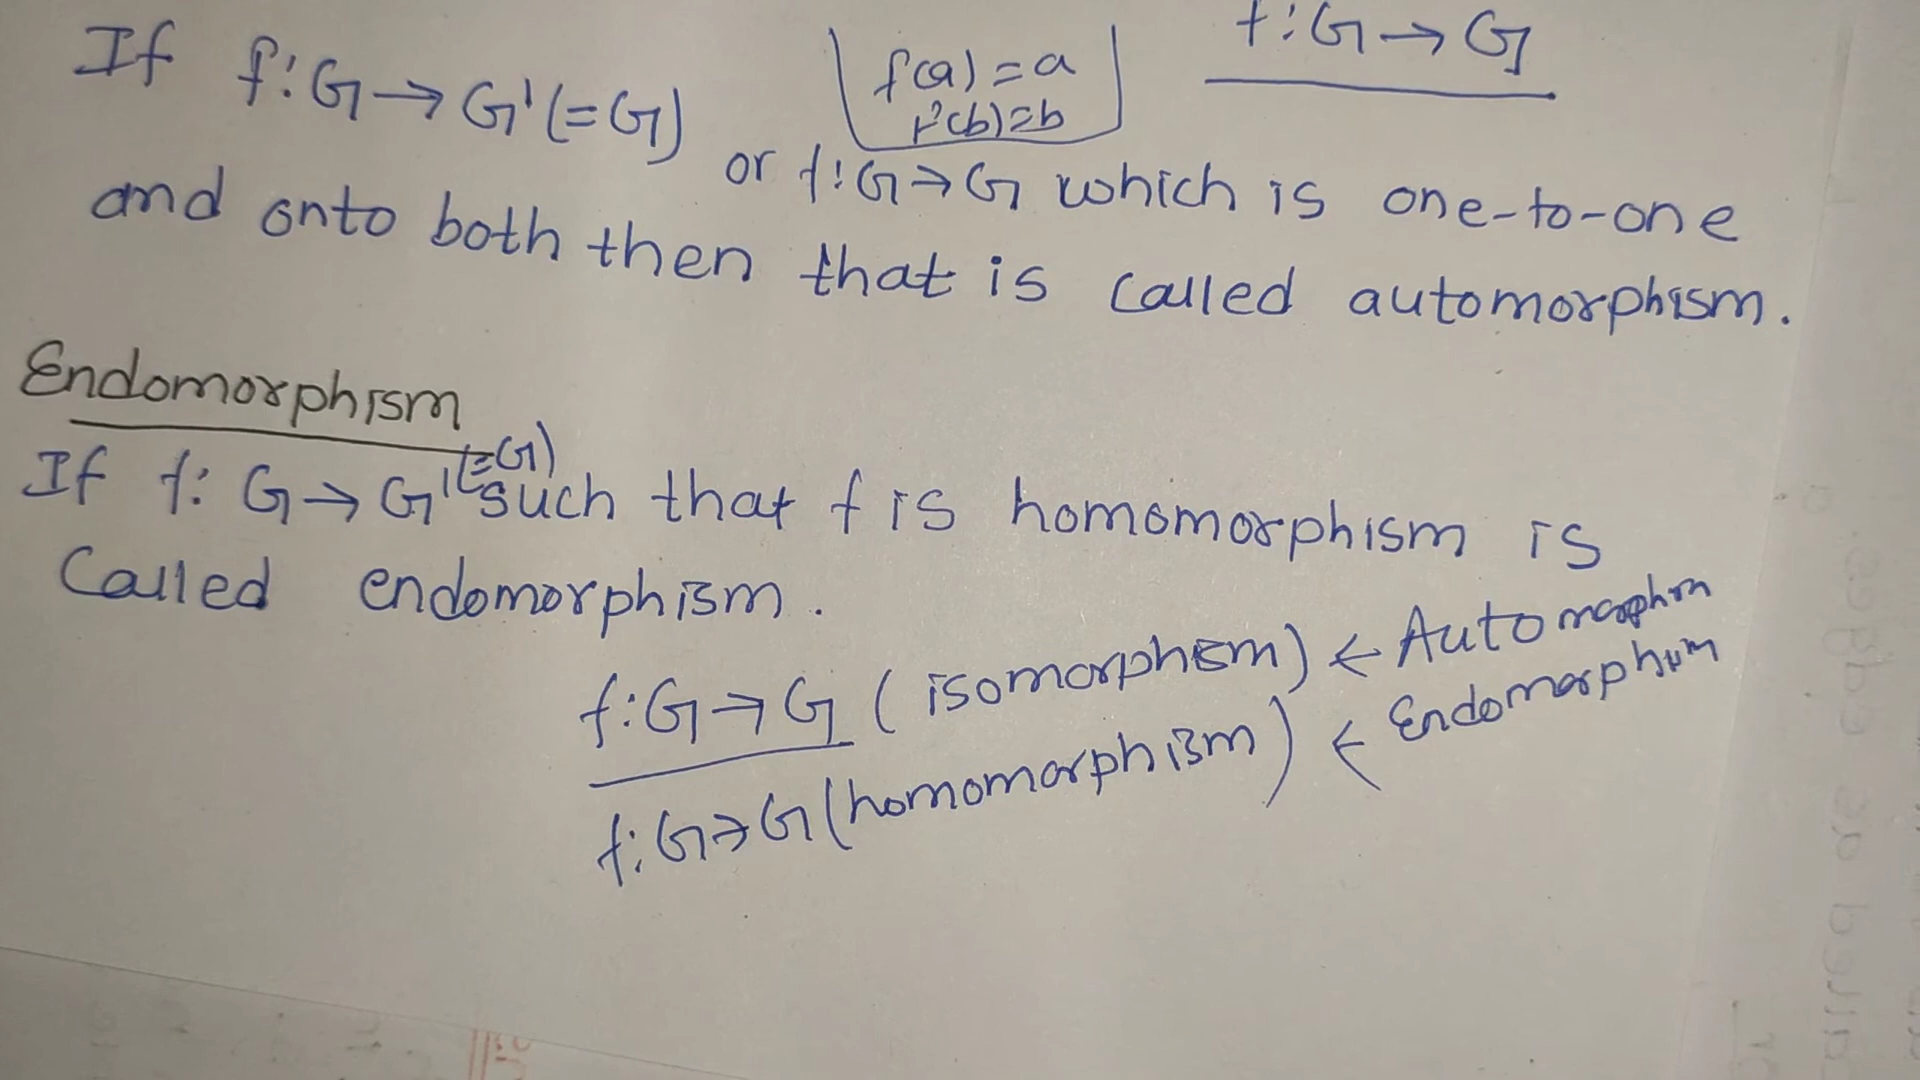 f:G→G
If f:G→G'(=G)
f(a)=a
f(b)=b
or f:G→G which is one-to-one
and onto both then that is called automorphism.
Endomorphism
If f: G→G'(=G) such that f is homomorphism is
Called endomorphism.
f:G→G (isomorphism) ← Automorphism
f:G→G (homomorphism) ← Endomorphism